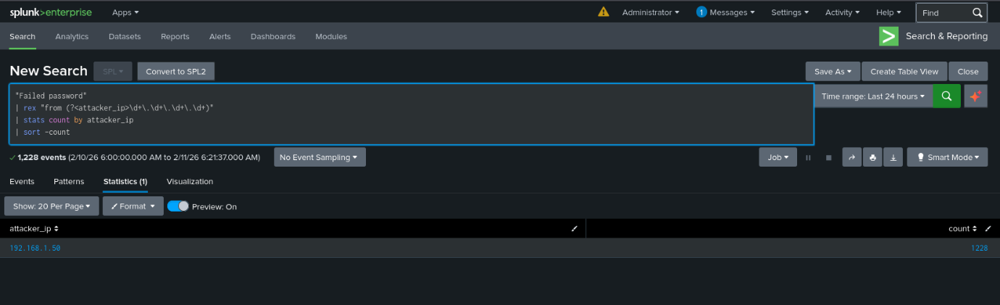 splunk>enterprise Apps Administrator 1 Messages Settings Activity Help Find
Search Analytics Datasets Reports Alerts Dashboards Modules > Search & Reporting
New Search SPL Convert to SPL2 Save As Create Table View Close
"Failed password"
| rex "from (?<attacker_ip>\d+\.\d+\.\d+\.\d+)"
| stats count by attacker_ip
| sort -count
Time range: Last 24 hours
1,228 events (2/10/26 6:00:00.000 AM to 2/11/26 6:21:37.000 AM) No Event Sampling Job Smart Mode
Events Patterns Statistics (1) Visualization
Show: 20 Per Page Format Preview: On
attacker_ip count
192.168.1.50 1228